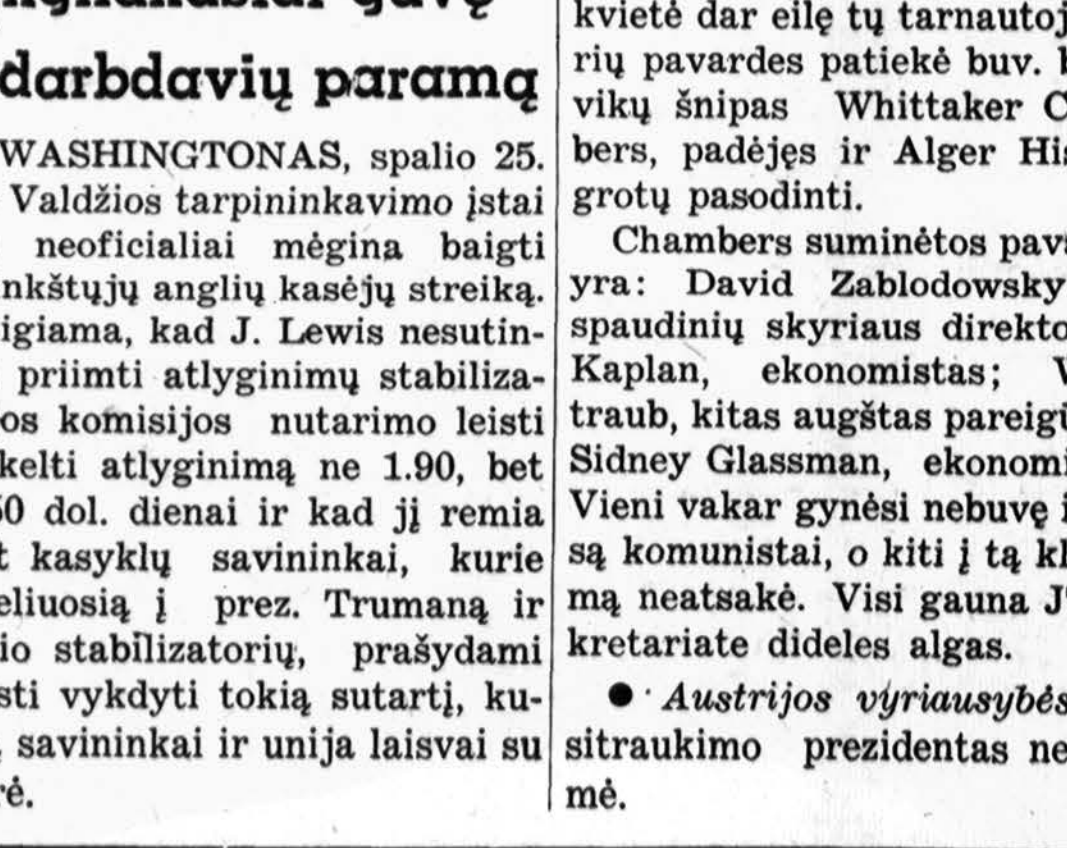 darbdavių paramą
WASHINGTONAS, spalio 25.
Valdžios tarpininkavimo įstai
neoficialiai mėgina baigti
nkštųjų anglių kasėjų streiką.
igiama, kad J. Lewis nesutin-
priimti atlyginimų stabiliza-
os komisijos nutarimo leisti
kelti atlyginimą ne 1.90, bet
50 dol. dienai ir kad jį remia
t kasyklų savininkai, kurie
eliuosią į prez. Trumaną ir
io stabilizatorių, prašydami
sti vykdyti tokią sutartį, ku-
savininkai ir unija laisvai su
rė.
kvietė dar eilę tų tarnautoj
rių pavardes patiekė buv. b
vikų šnipas Whittaker C
bers, padėjęs ir Alger His
grotų pasodinti.
Chambers suminėtos pava
yra: David Zablodowsky
spaudinių skyriaus direkto
Kaplan, ekonomistas; V
traub, kitas augštas pareigū
Sidney Glassman, ekonomi
Vieni vakar gynėsi nebuvę i
są komunistai, o kiti į tą kl
mą neatsakė. Visi gauna J
kretariate dideles algas.
● Austrijos vyriausybės
sitraukimo prezidentas ne
mė.